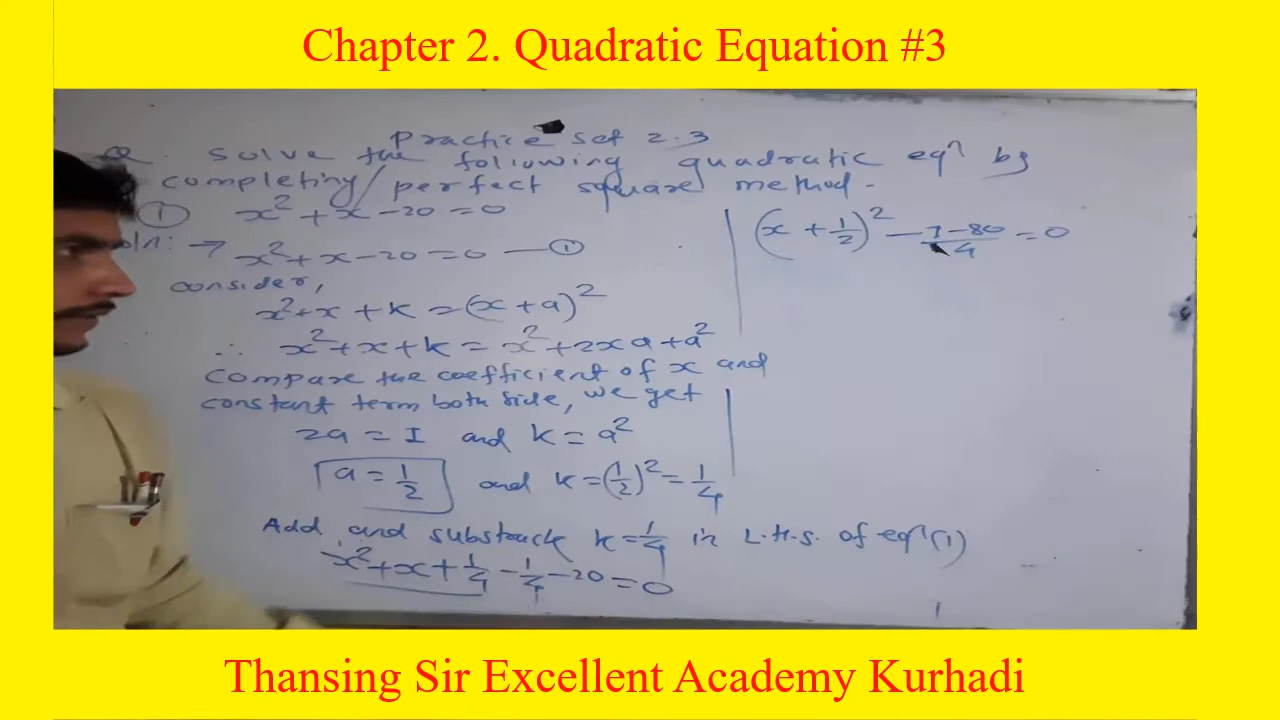 Chapter 2. Quadratic Equation #3
Practice set 2.3
Q. Solve the following quadratic eqⁿ by
completing/perfect square method.
① x² + x - 20 = 0
soln: → x² + x - 20 = 0 — ①
consider,
x² + x + k = (x + a)²
∴ x² + x + k = x² + 2xa + a²
compare the coefficient of x and
constant term both side, we get
2a = 1 and k = a²
a = 1/2 and k = (1/2)² = 1/4
Add and substrack k = 1/4 in L.H.S. of eqⁿ(1)
x² + x + 1/4 - 1/4 - 20 = 0
(x + 1/2)² - 1-80/4 = 0
Thansing Sir Excellent Academy Kurhadi